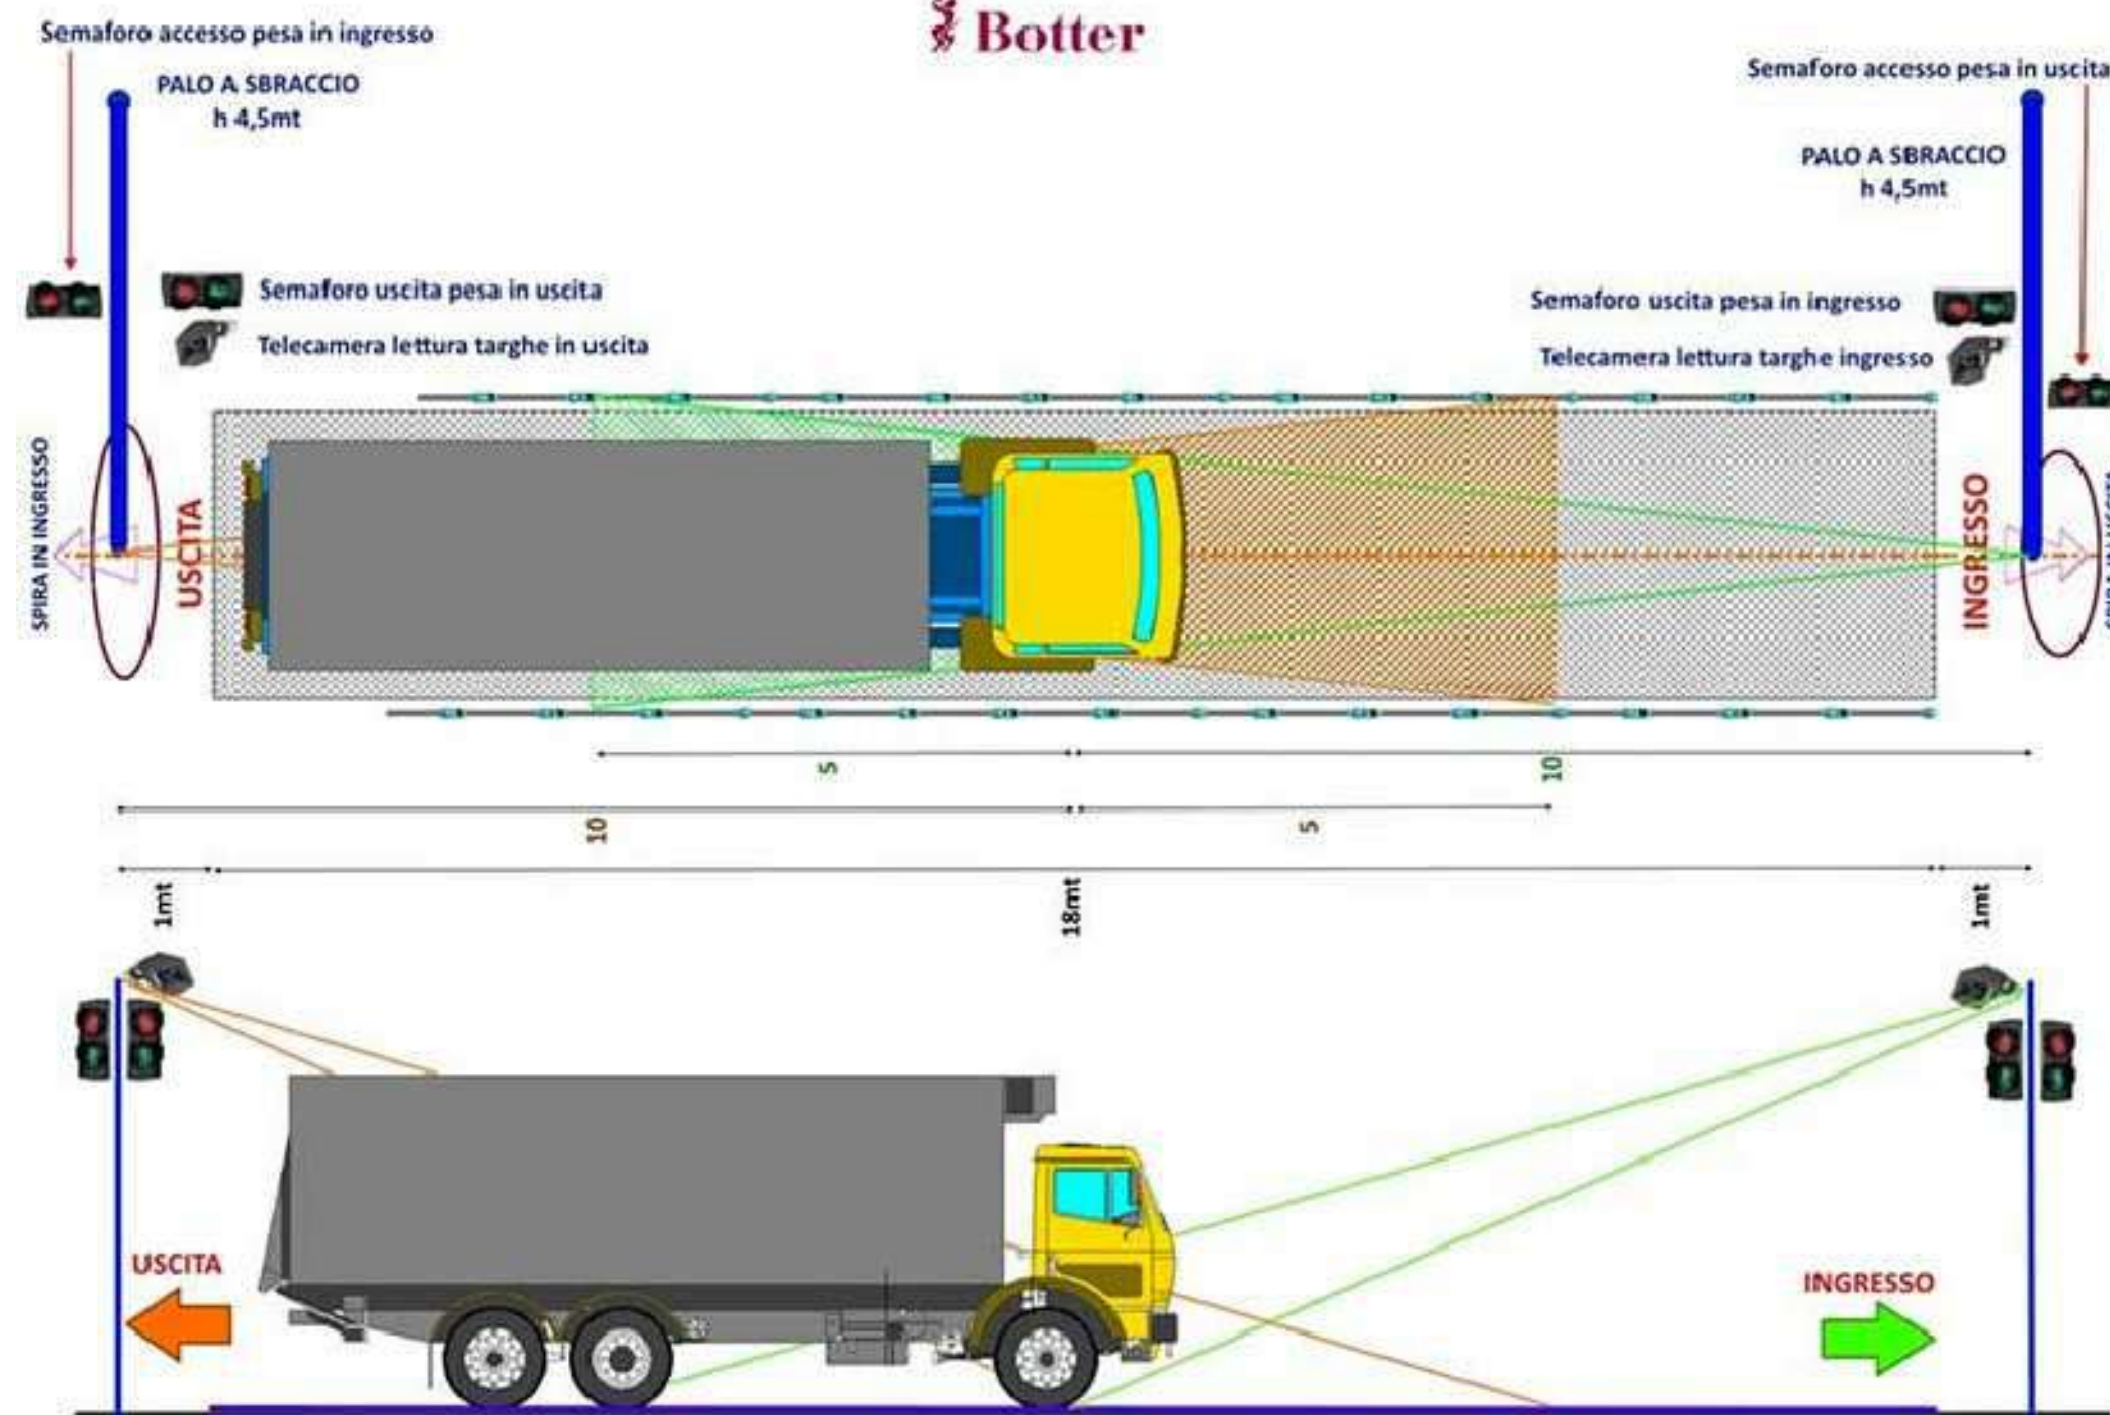 Botter
Semaforo accesso pesa in ingresso
PALO A SBRACCIO
h 4,5mt
Semaforo accesso pesa in uscita
PALO A SBRACCIO
h 4,5mt
Semaforo uscita pesa in uscita
Telecamera lettura targhe in uscita
Semaforo uscita pesa in ingresso
Telecamera lettura targhe ingresso
SPIRA IN INGRESSO
USCITA
INGRESSO
5
10
10
5
1mt
18mt
1mt
USCITA
INGRESSO